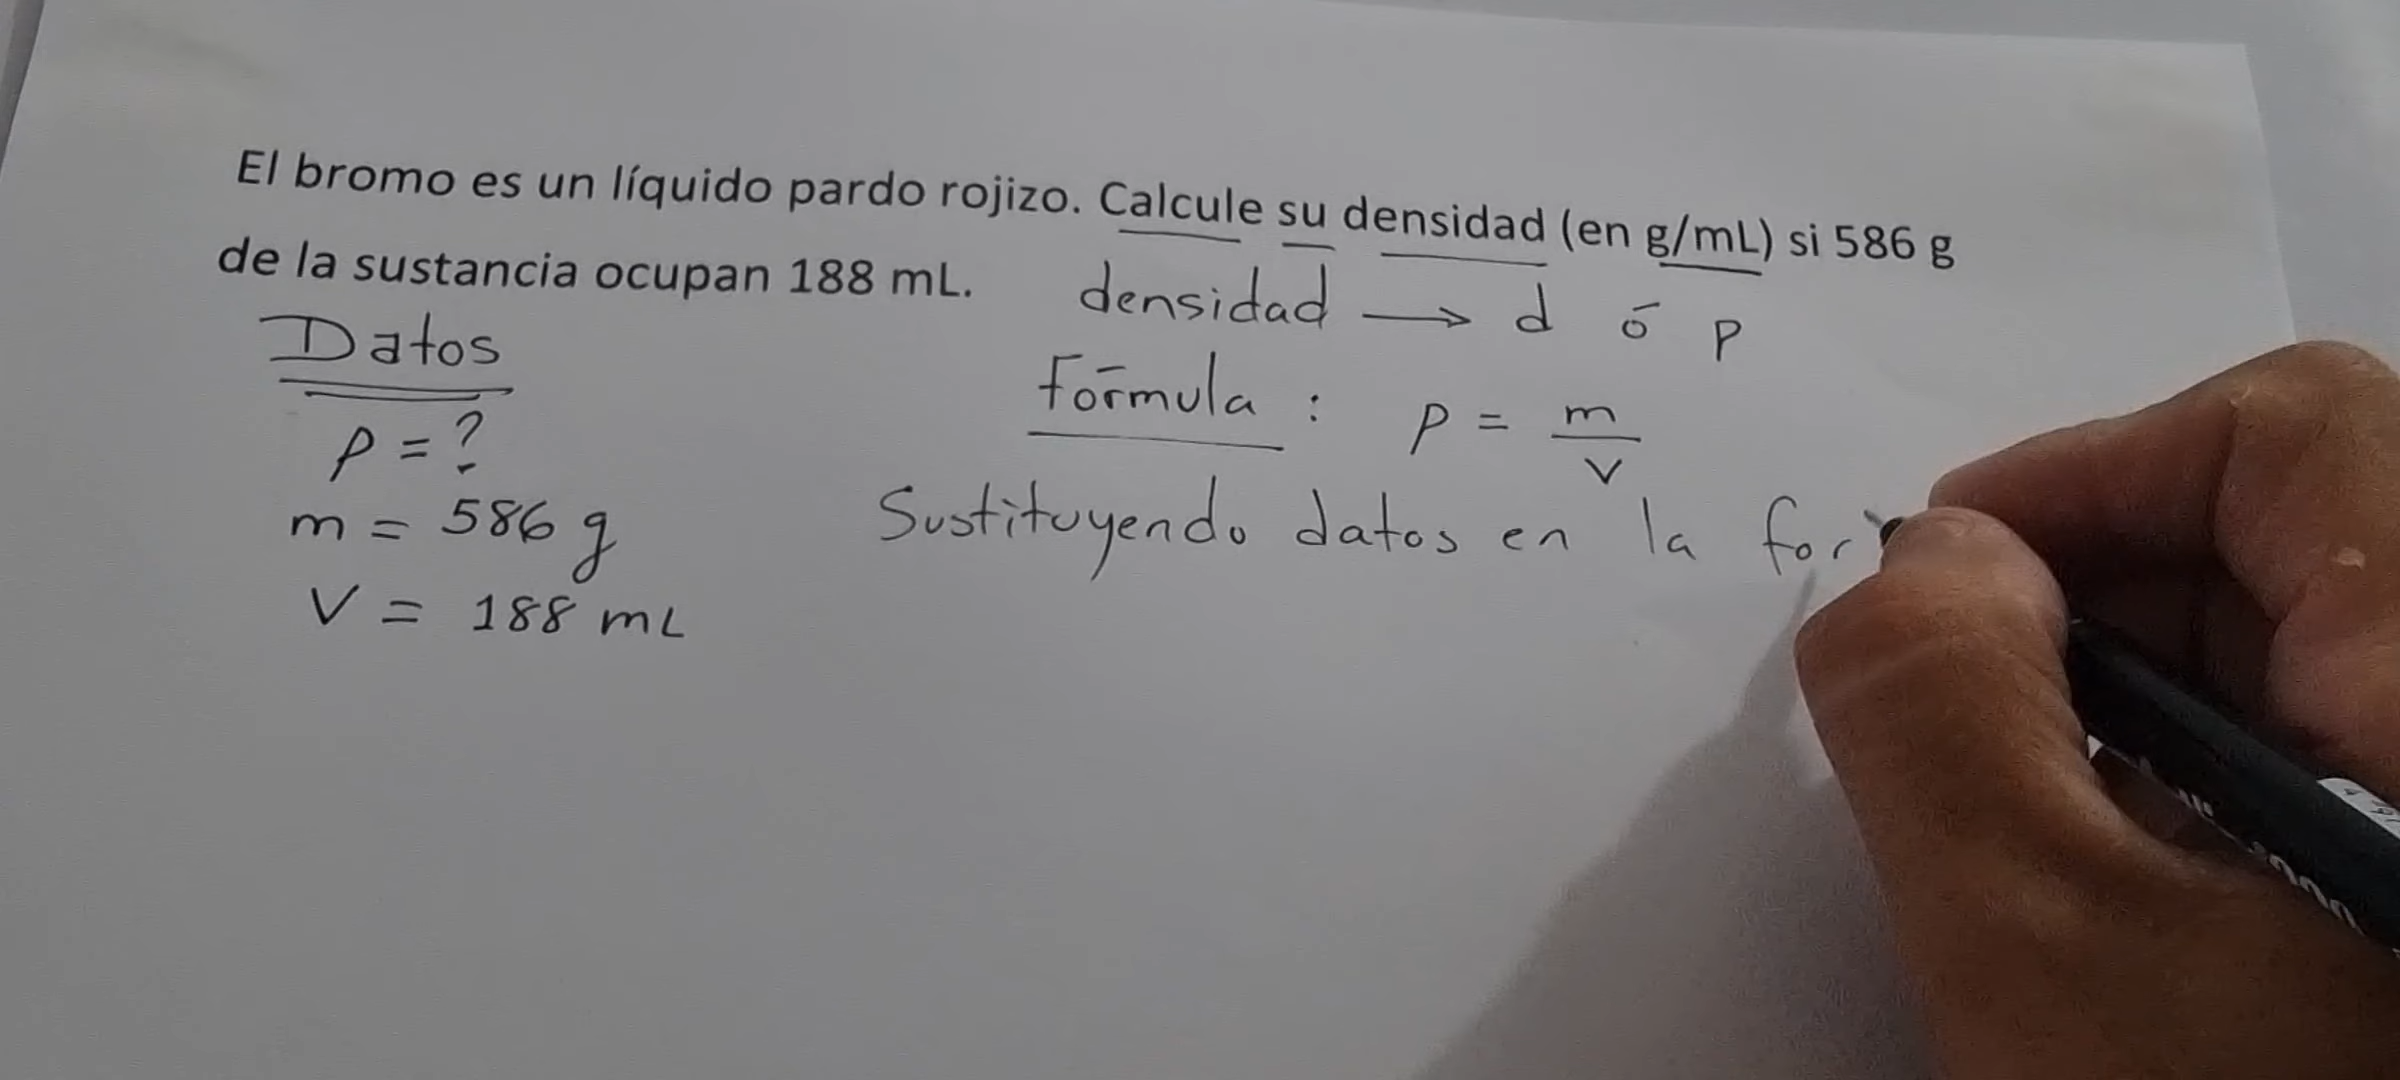 El bromo es un líquido pardo rojizo. Calcule su densidad (en g/mL) si 586 g
de la sustancia ocupan 188 mL.
densidad → d ó ρ
Datos
ρ = ?
m = 586 g
V = 188 mL
Fórmula : ρ = m
V
Sustituyendo datos en la for